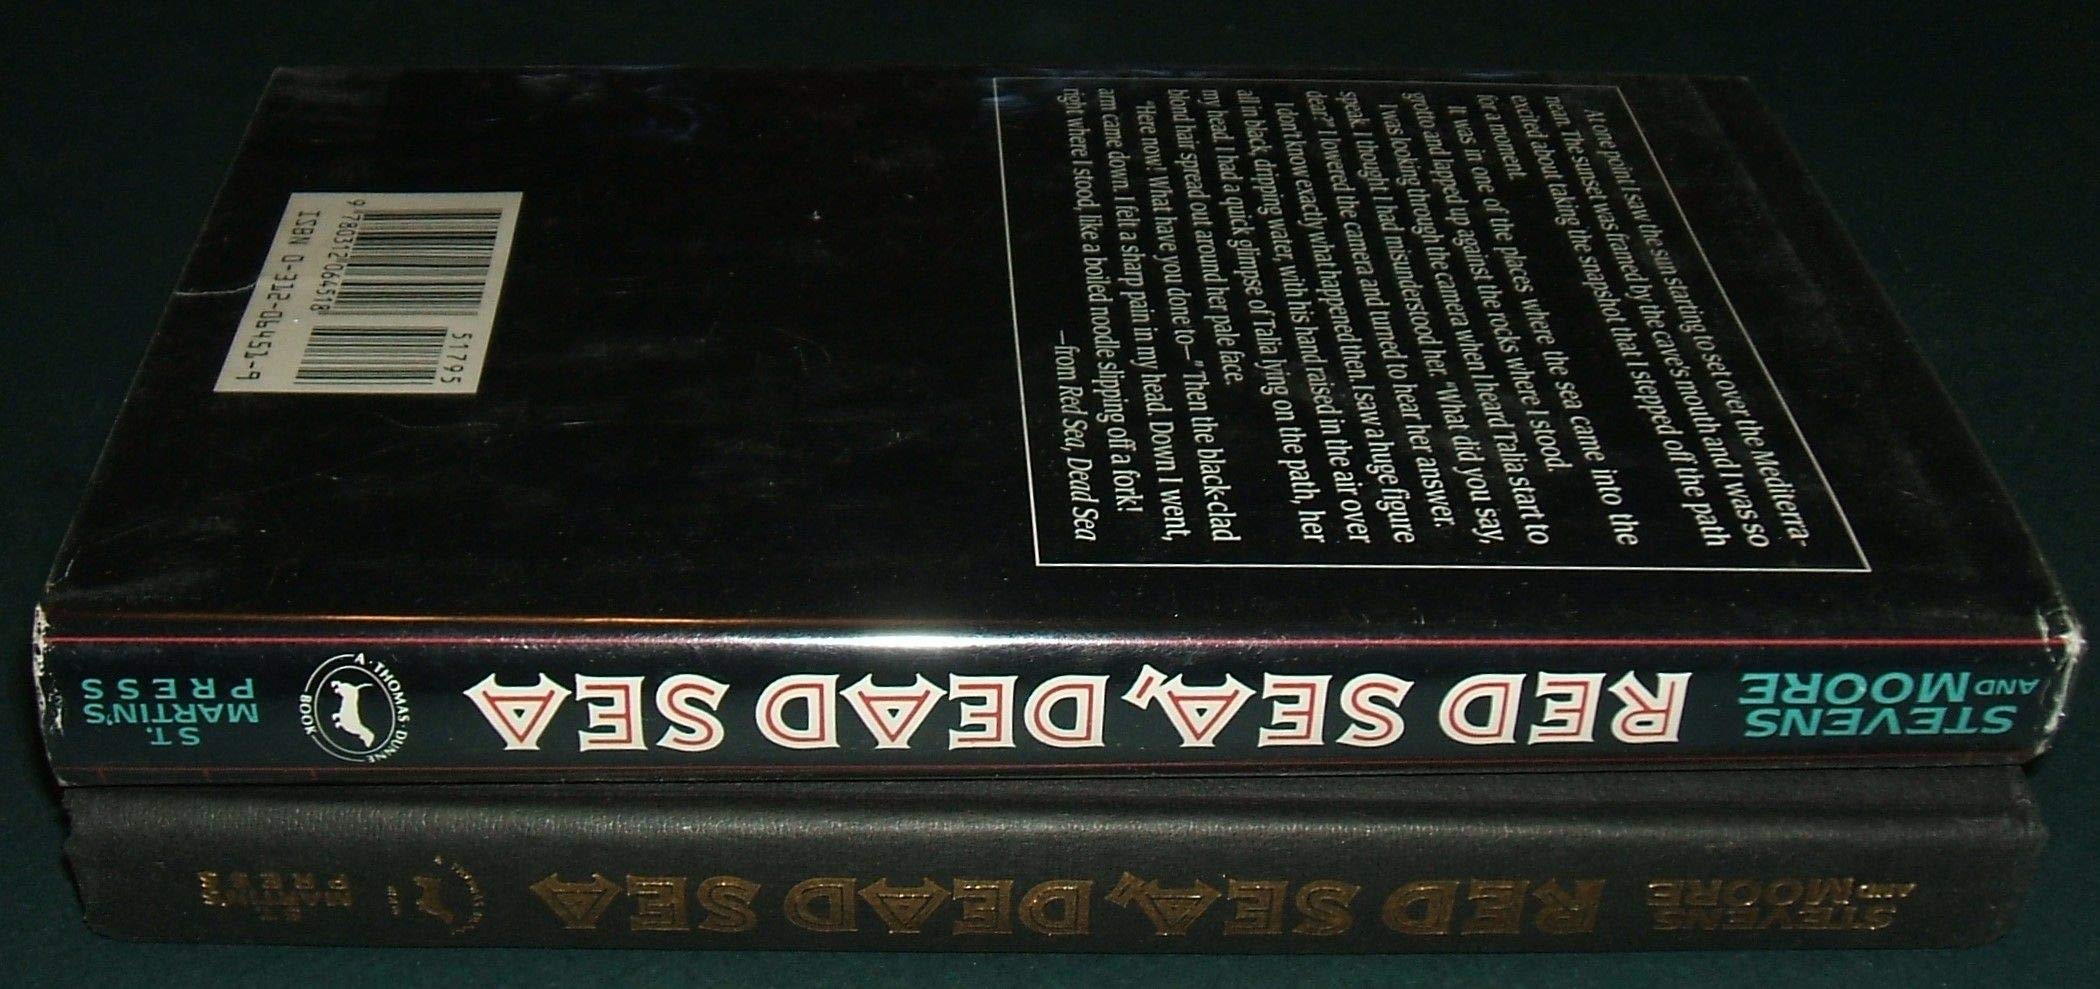 At one point I saw the sun starting to set over the Mediterra-
nean. The sunset was framed by the cave's mouth and I was so
excited about taking the snapshot that I stepped off the path
for a moment.
It was in one of the places where the sea came into the
grotto and lapped up against the rocks where I stood.
I was looking through the camera when I heard Talia start to
speak. I thought I had misunderstood her. "What did you say,
dear?" I lowered the camera and turned to hear her answer.
I don't know exactly what happened then. I saw a huge figure
all in black, dripping water, with his hand raised in the air over
my head. I had a quick glimpse of Talia lying on the path, her
blond hair spread out around her pale face.
"Here now! What have you done to—" Then the black-clad
arm came down. I felt a sharp pain in my head. Down I went,
right where I stood, like a boiled noodle slipping off a fork!
—from Red Sea, Dead Sea
51795
9 780312 064518
ISBN 0-312-06451-9
STEVENS
AND MOORE
RED SEA, DEAD SEA
A · THOMAS · DUNNE
BOOK
ST.
MARTIN'S
PRESS
STEVENS
AND MOORE
RED SEA, DEAD SEA
ST.
MARTIN'S
PRESS